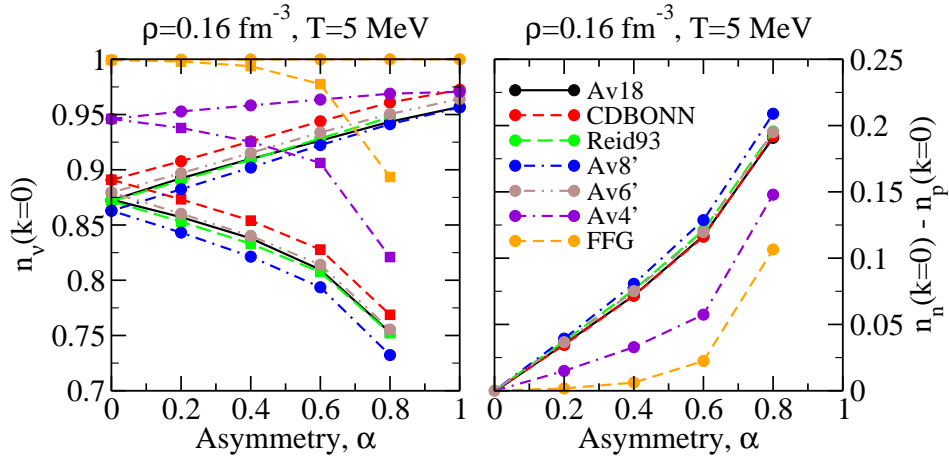 ρ=0.16 fm⁻³, T=5 MeV
1
0.95
0.9
0.85
0.8
0.75
0.7
n_ν(k=0)
0 0.2 0.4 0.6 0.8 1
Asymmetry, α
ρ=0.16 fm⁻³, T=5 MeV
Av18
CDBONN
Reid93
Av8'
Av6'
Av4'
FFG
0.25
0.2
0.15
0.1
0.05
0
n_n(k=0) - n_p(k=0)
0 0.2 0.4 0.6 0.8 1
Asymmetry, α